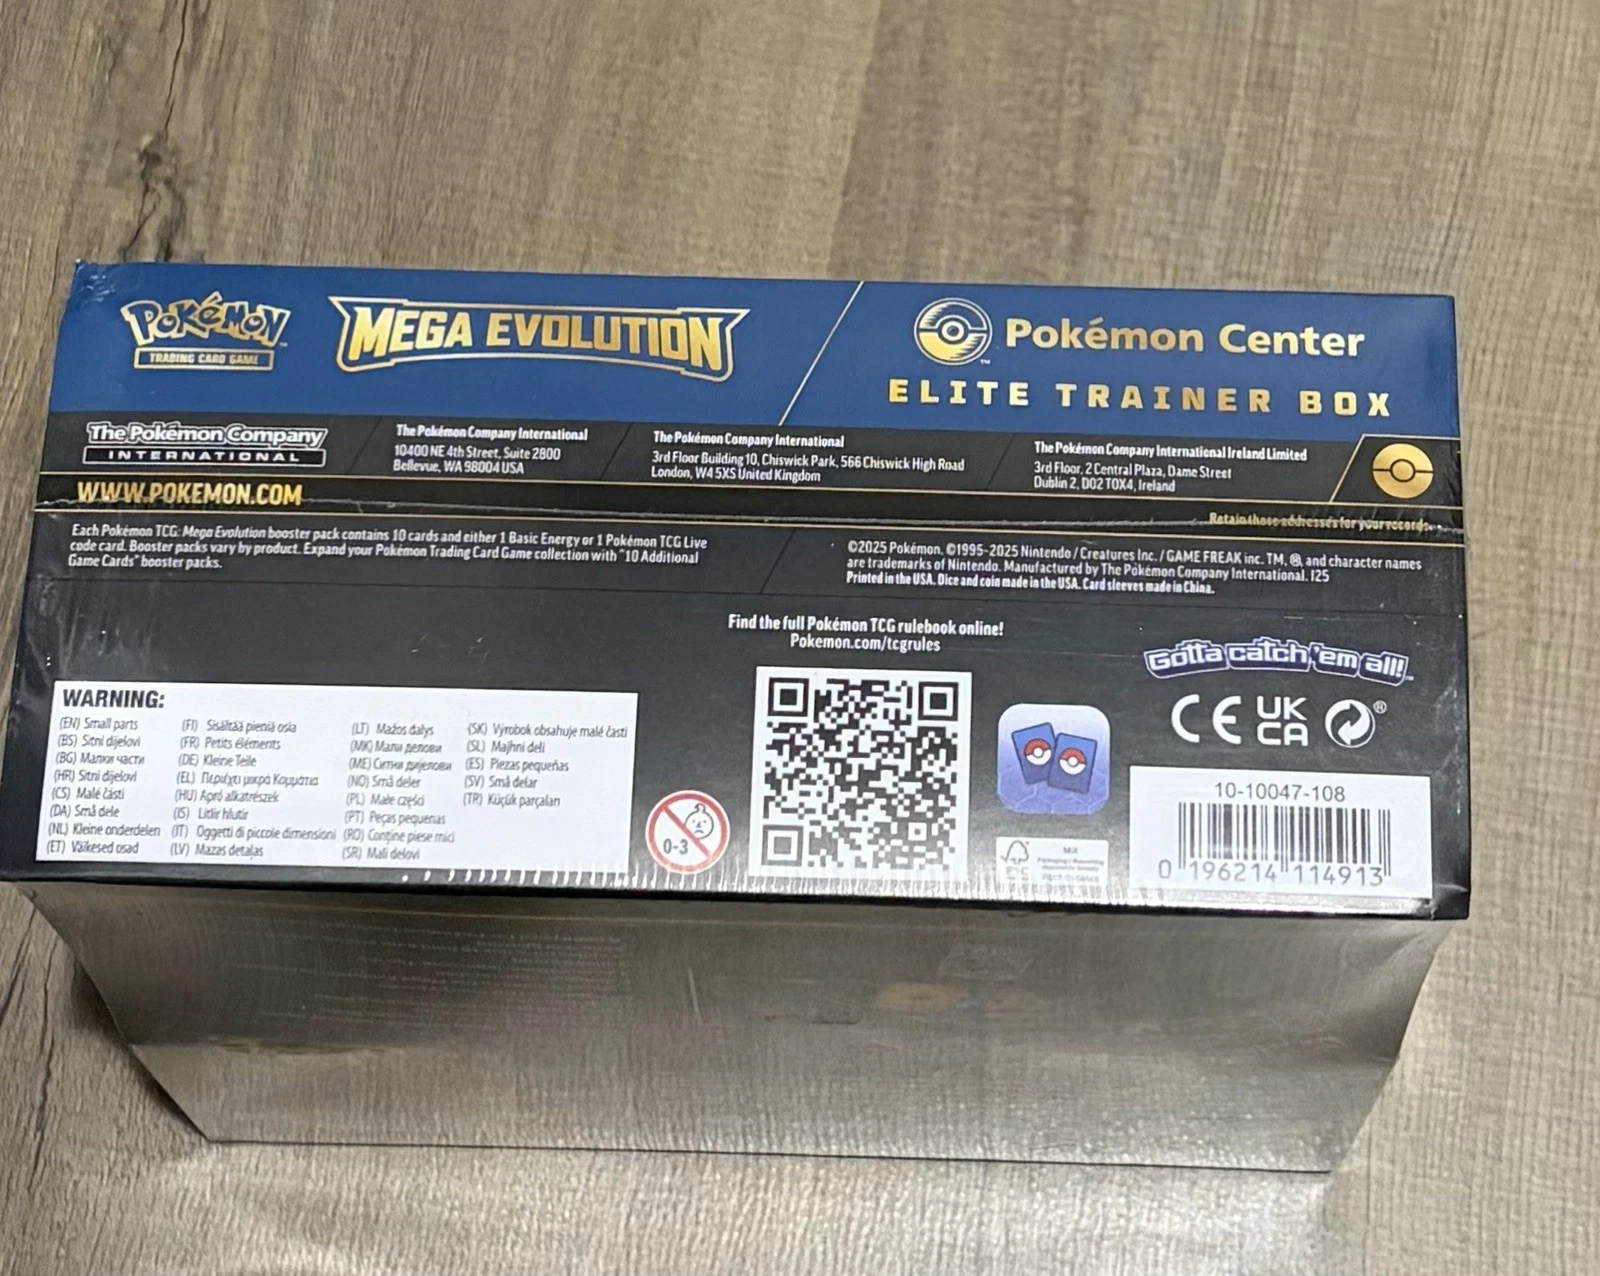 Pokémon
TRADING CARD GAME
MEGA EVOLUTION
Pokémon Center
ELITE TRAINER BOX
The Pokémon Company
INTERNATIONAL
The Pokémon Company International
10400 NE 4th Street, Suite 2800
Bellevue, WA 98004 USA
The Pokémon Company International
3rd Floor Building 10, Chiswick Park, 566 Chiswick High Road
London, W4 5XS United Kingdom
The Pokémon Company International Ireland Limited
3rd Floor, 2 Central Plaza, Dame Street
Dublin 2, D02 T0X4, Ireland
WWW.POKEMON.COM
Retain those addresses for your records.
Each Pokémon TCG: Mega Evolution booster pack contains 10 cards and either 1 Basic Energy or 1 Pokémon TCG Live
code card. Booster packs vary by product. Expand your Pokémon Trading Card Game collection with "10 Additional
Game Cards" booster packs.
©2025 Pokémon. ©1995-2025 Nintendo / Creatures Inc. / GAME FREAK inc. TM, ®, and character names
are trademarks of Nintendo. Manufactured by The Pokémon Company International. 125
Printed in the USA. Dice and coin made in the USA. Card sleeves made in China.
Find the full Pokémon TCG rulebook online!
Pokemon.com/tcgrules
Gotta catch 'em all!
WARNING:
(EN) Small parts
(BS) Sitni dijelovi
(BG) Малки части
(HR) Sitni dijelovi
(CS) Malé části
(DA) Små dele
(NL) Kleine onderdelen
(ET) Väikesed osad
(FI) Sisältää pieniä osia
(FR) Petits éléments
(DE) Kleine Teile
(EL) Περιέχει μικρά Κομμάτια
(HU) Apró alkatrészek
(IS) Litlir hlutir
(IT) Oggetti di piccole dimensioni
(LV) Mazas detaļas
(LT) Mažos dalys
(MK) Мали делови
(ME) Ситни дијелови
(NO) Små deler
(PL) Małe części
(PT) Peças pequenas
(RO) Conține piese mici
(SR) Mali delovi
(SK) Výrobok obsahuje malé časti
(SL) Majhni deli
(ES) Piezas pequeñas
(SV) Små delar
(TR) Küçük parçaları
0-3
CE UK CA ®
FSC
MIX
10-10047-108
0 196214 114913